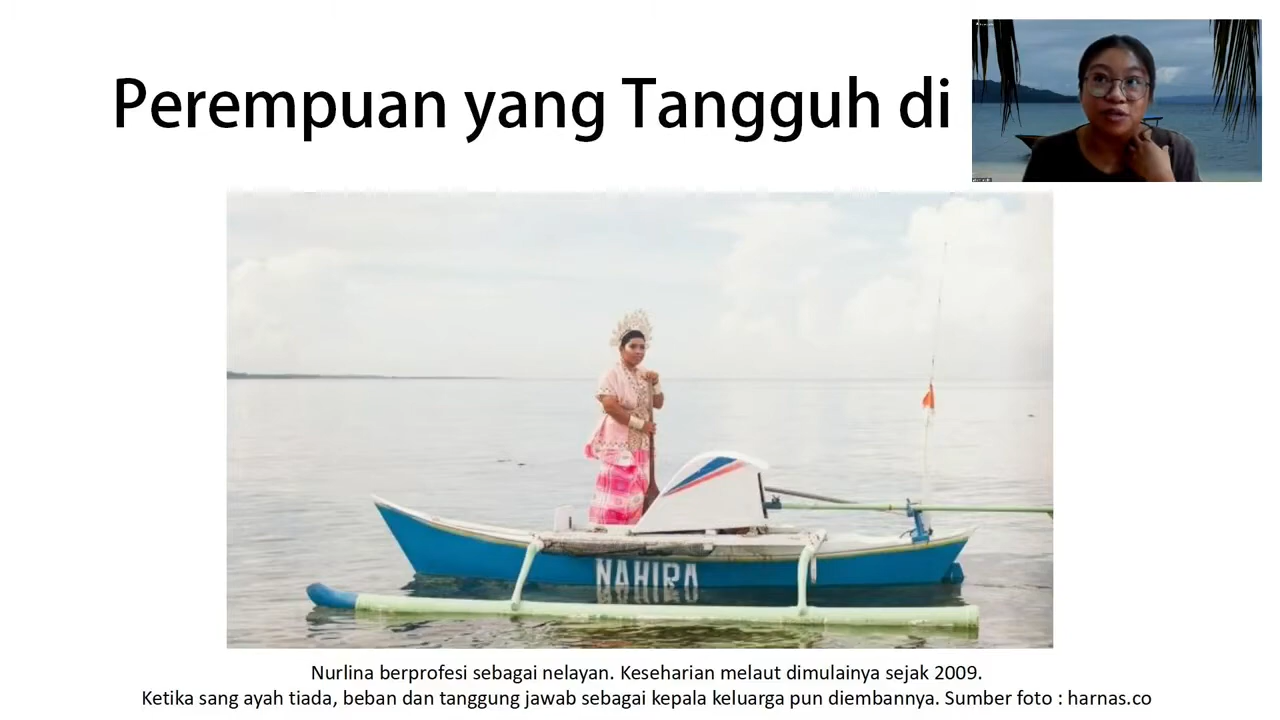 Perempuan yang Tangguh di
NAHIRA
Nurlina berprofesi sebagai nelayan. Keseharian melaut dimulainya sejak 2009.
Ketika sang ayah tiada, beban dan tanggung jawab sebagai kepala keluarga pun diembannya. Sumber foto : harnas.co